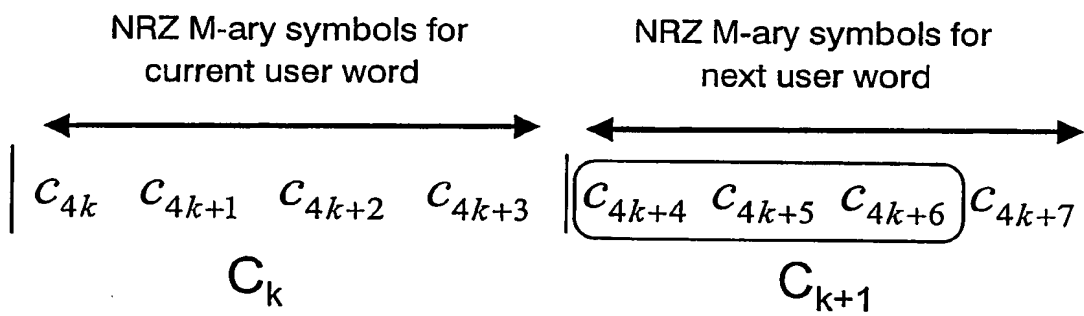 NRZ M-ary symbols for
current user word
NRZ M-ary symbols for
next user word
c4k c4k+1 c4k+2 c4k+3 c4k+4 c4k+5 c4k+6 c4k+7
Ck Ck+1